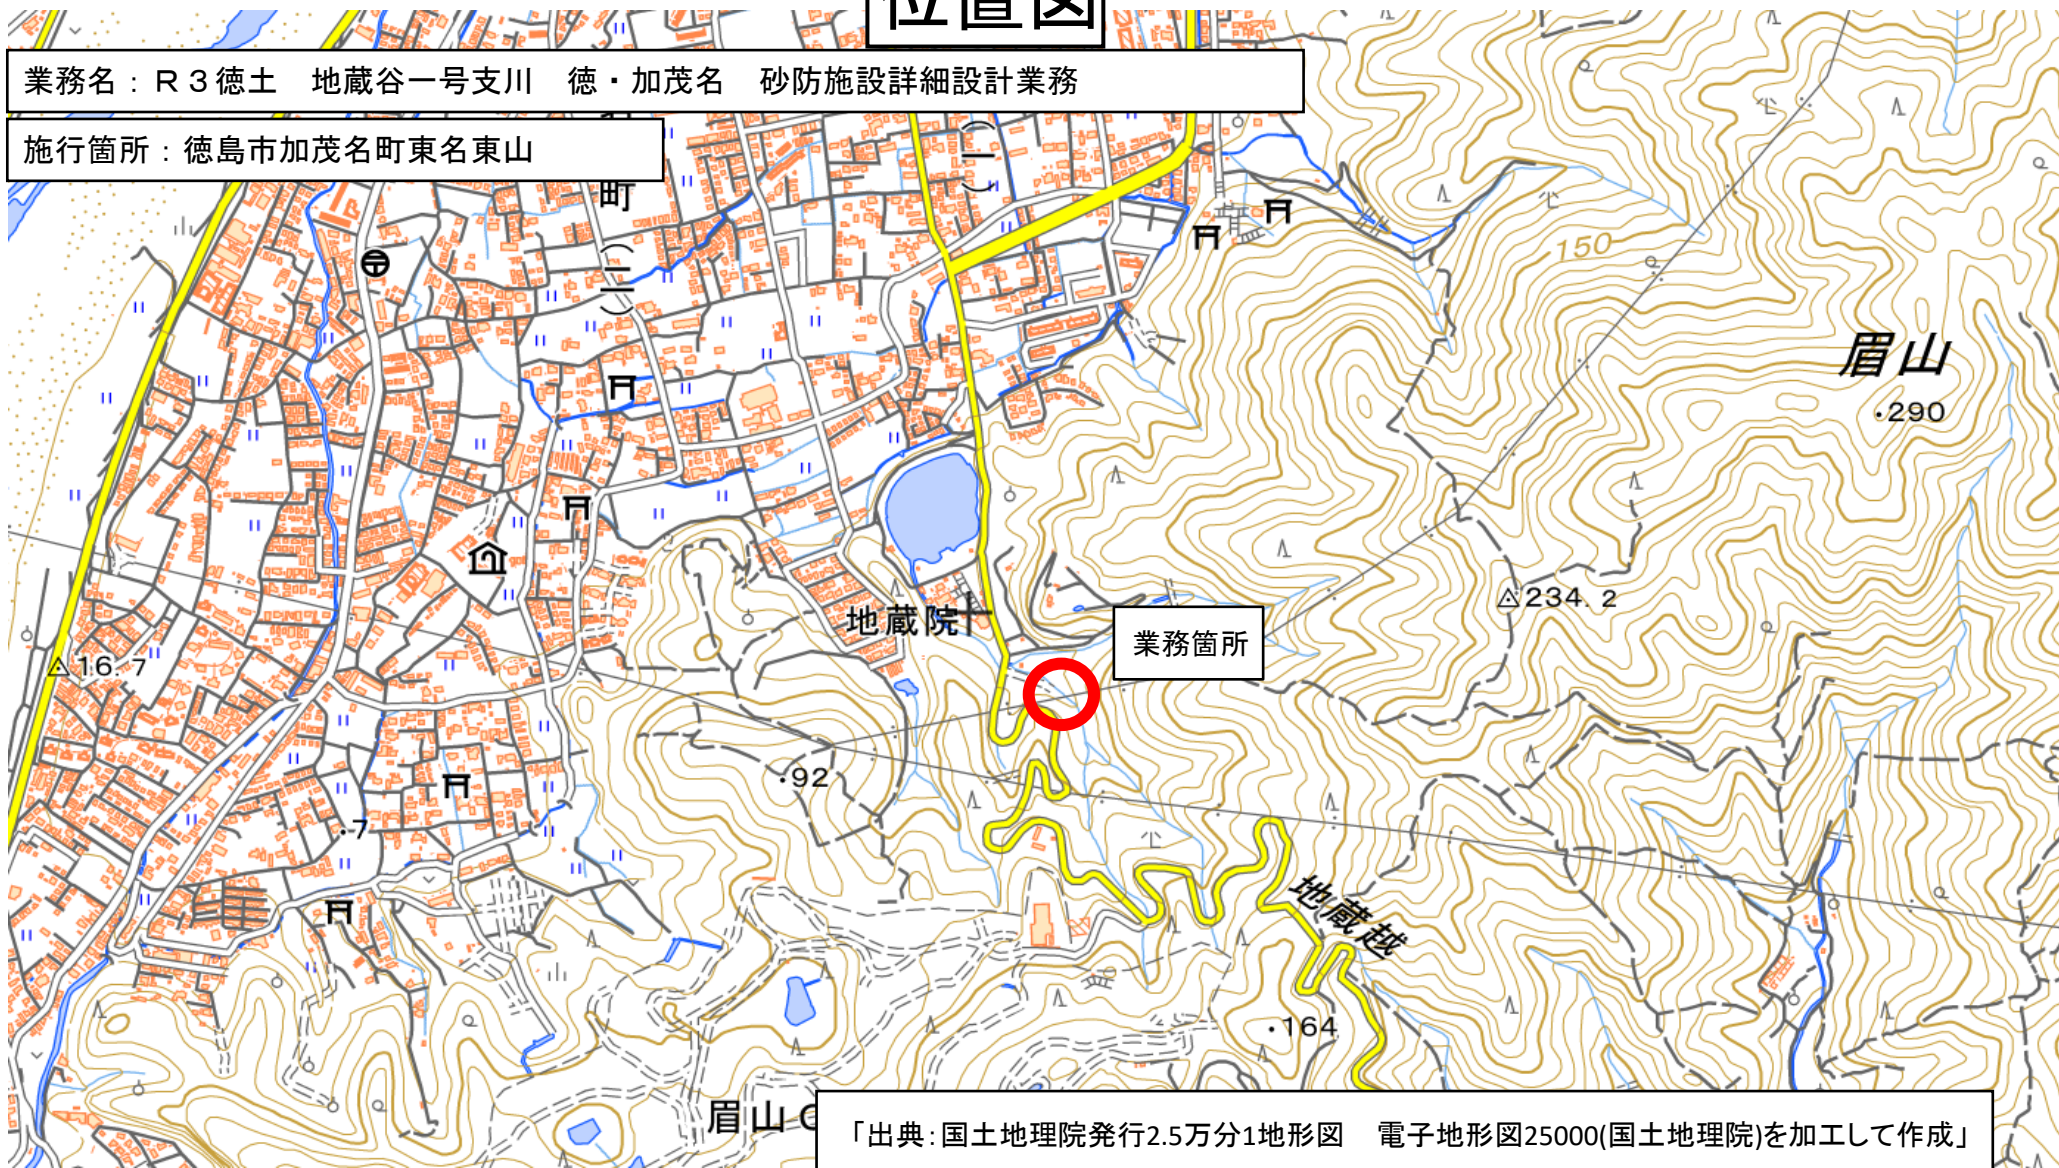 位置図
業務名：Ｒ３徳土　地蔵谷一号支川　徳・加茂名　砂防施設詳細設計業務
施行箇所：徳島市加茂名町東名東山
町
(一)
(二)
150
眉山
・290
234.2
地蔵院
業務箇所
16.7
・92
・7
地蔵越
・164
眉山
「出典：国土地理院発行2.5万分1地形図　電子地形図25000(国土地理院)を加工して作成」